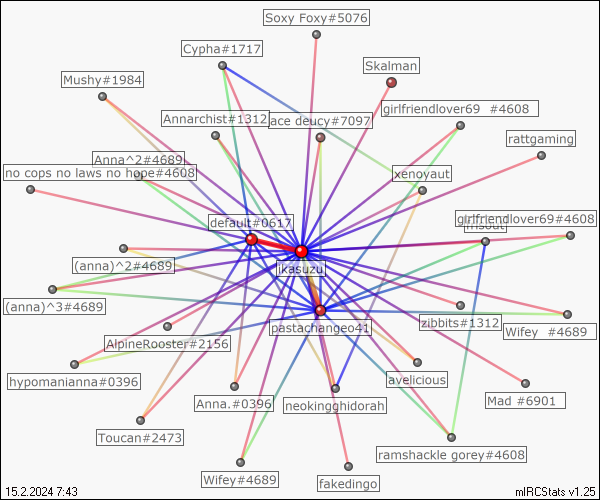 Soxy Foxy#5076
Cypha#1717
Skalman
Mushy#1984
girlfriendlover69 #4608
Annarchist#1312
ace deucy#7097
rattgaming
Anna^2#4689
no cops no laws no hope#4608
xenoyaut
default#0617
girlfriendlover69#4608
(anna)^2#4689
ikasuzu
(anna)^3#4689
zibbits#1312
pastachangeo41
Wifey #4689
AlpineRooster#2156
hypomanianna#0396
avelicious
Anna.#0396
neokingghidorah
Mad #6901
Toucan#2473
ramshackle gorey#4608
Wifey#4689
fakedingo
15.2.2024 7:43
mIRCStats v1.25